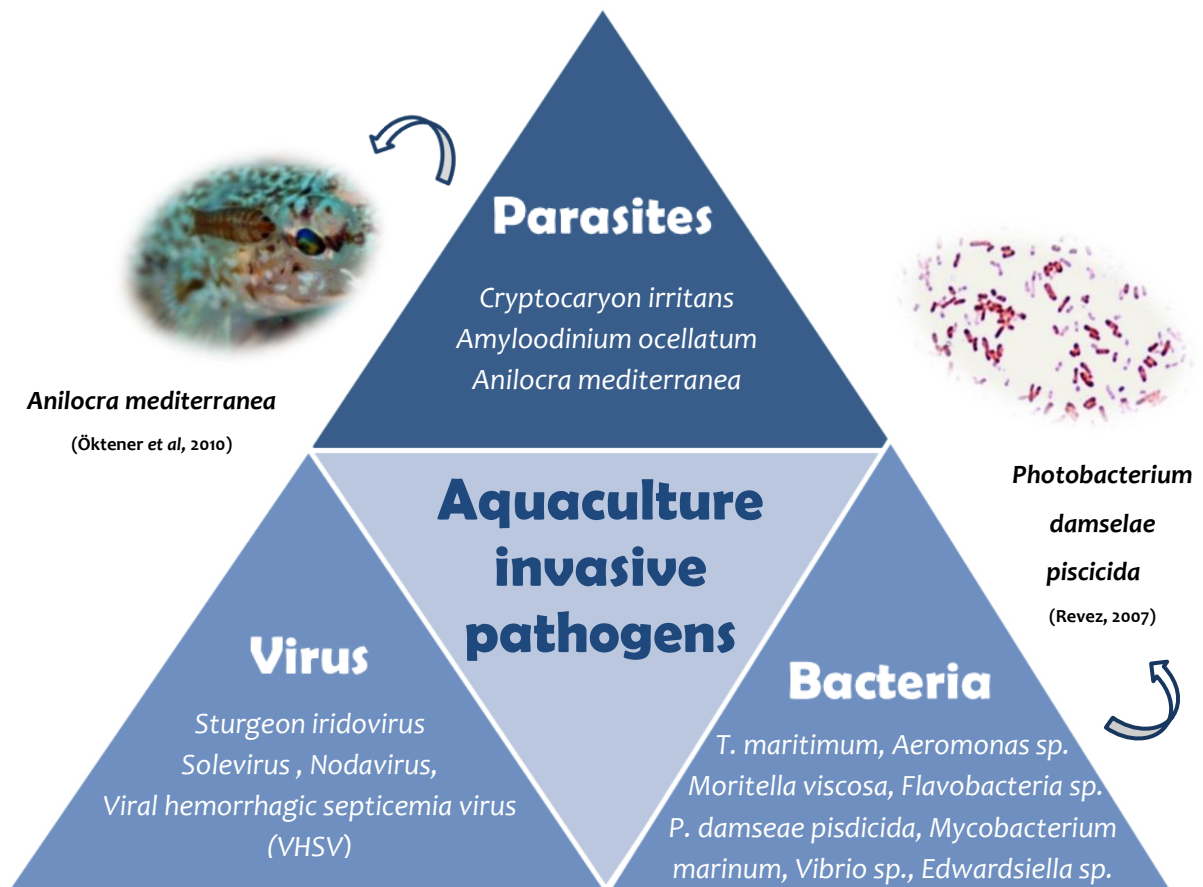 Parasites
Cryptocaryon irritans
Amyloodinium ocellatum
Anilocra mediterranea
Anilocra mediterranea
(Öktener et al, 2010)
Photobacterium
damselae
piscicida
(Revez, 2007)
Aquaculture
invasive
pathogens
Virus
Sturgeon iridovirus
Solevirus , Nodavirus,
Viral hemorrhagic septicemia virus
(VHSV)
Bacteria
T. maritimum, Aeromonas sp.
Moritella viscosa, Flavobacteria sp.
P. damseae pisdicida, Mycobacterium
marinum, Vibrio sp., Edwardsiella sp.